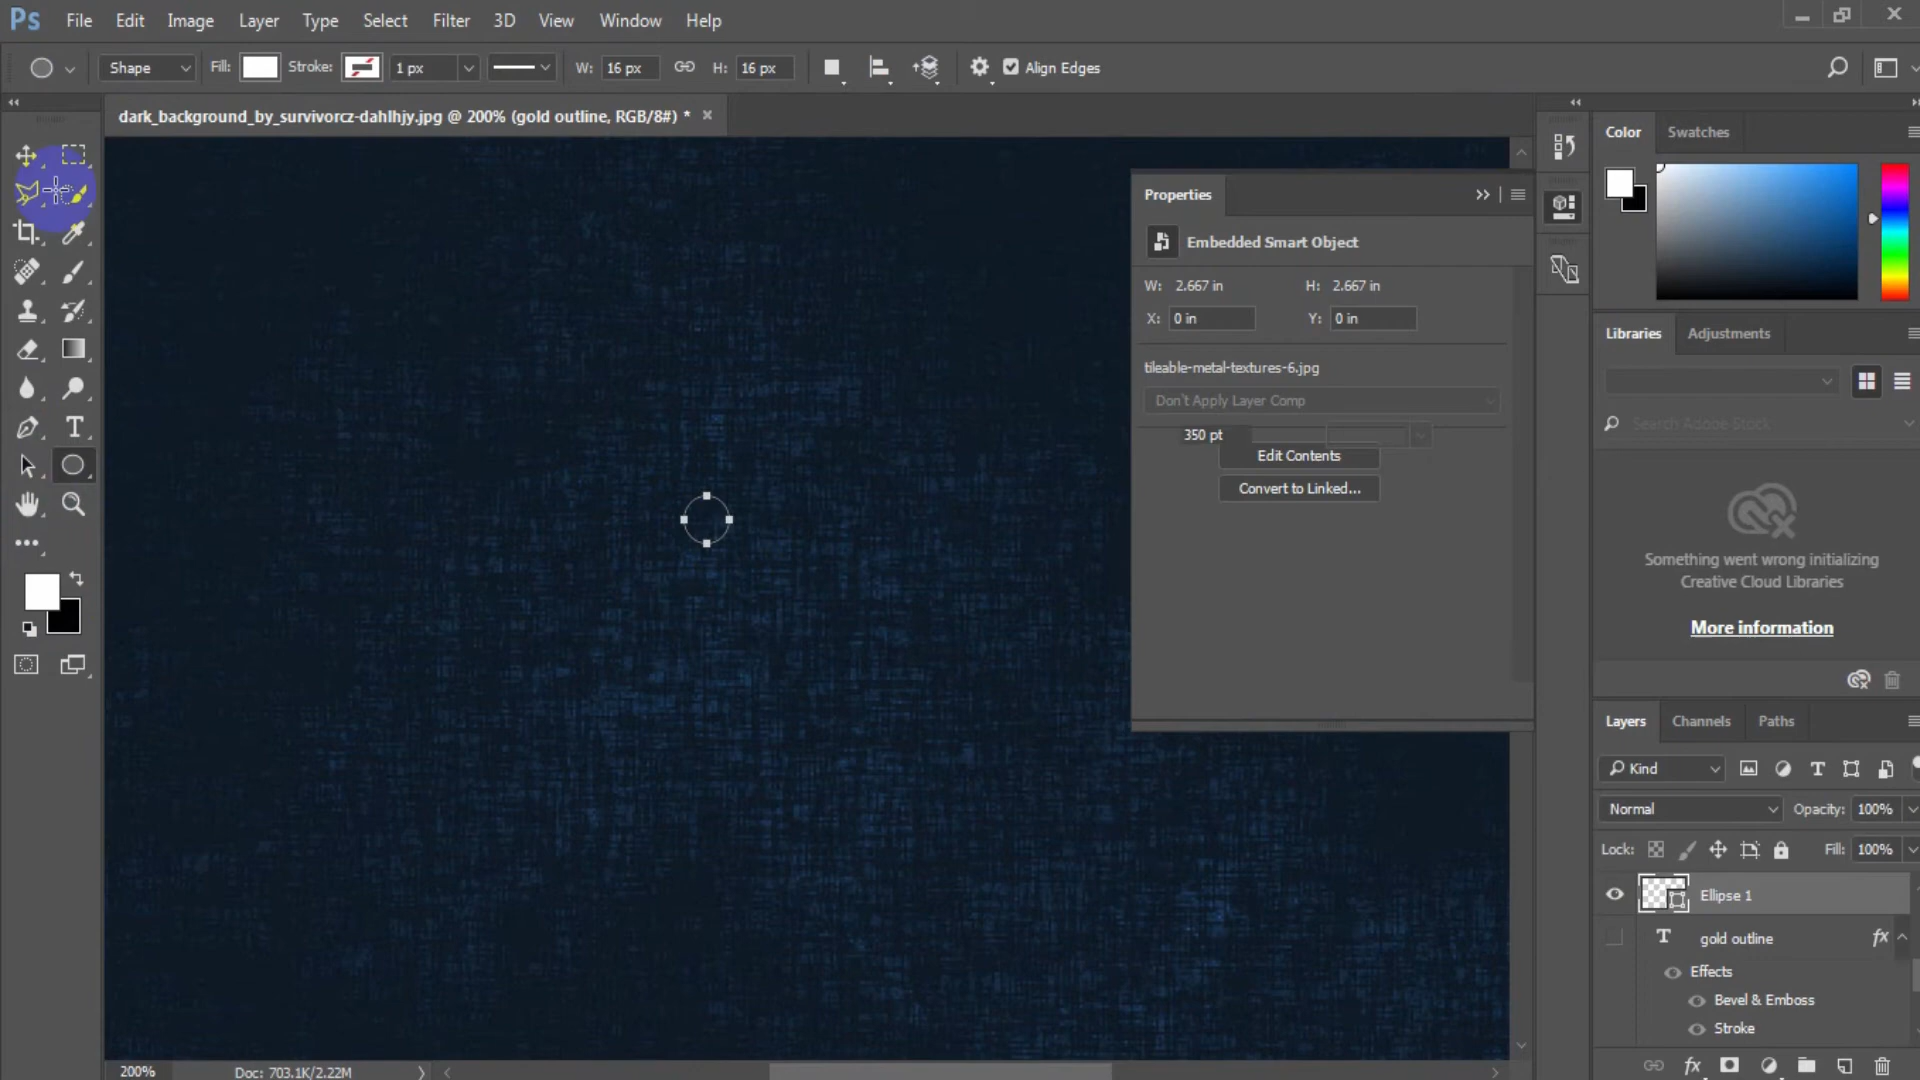 Ps File Edit Image Layer Type Select Filter 3D View Window Help
Shape Fill: Stroke: 1 px W: 16 px H: 16 px Align Edges
dark_background_by_survivorcz-dahlhjy.jpg @ 200% (gold outline, RGB/8#) *
Properties
Embedded Smart Object
W: 2.667 in H: 2.667 in
X: 0 in Y: 0 in
tileable-metal-textures-6.jpg
Don't Apply Layer Comp
350 pt
Edit Contents
Convert to Linked...
Color Swatches
Libraries Adjustments
Search Adobe Stock
Something went wrong initializing
Creative Cloud Libraries
More information
Layers Channels Paths
Kind
Normal Opacity: 100%
Lock: Fill: 100%
Ellipse 1
gold outline fx
Effects
Bevel & Emboss
Stroke
fx
200% Doc: 703.1K/2.22M